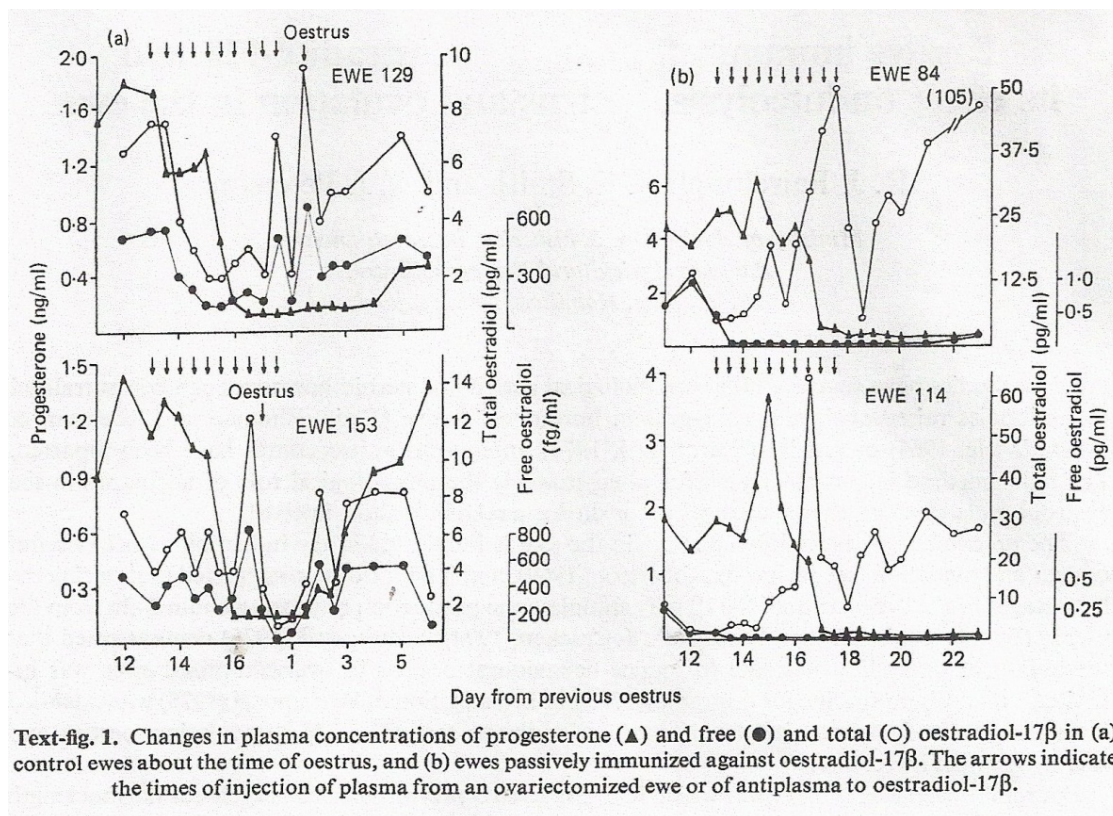 (a)
Oestrus
EWE 129
2·0
1·6
1·2
0·8
0·4
10
8
6
4
2
600
300
(b)
EWE 84
(105)
6
4
2
50
37·5
25
12·5
1·0
0·5
Progesterone (ng/ml)
Total oestradiol (pg/ml)
Free oestradiol
(fg/ml)
Total oestradiol (pg/ml)
Free oestradiol
(pg/ml)
Oestrus
EWE 153
1·5
1·2
0·9
0·6
0·3
14
12
10
8
6
4
2
800
600
400
200
EWE 114
4
3
2
1
60
50
40
30
20
10
0·5
0·25
12 14 16 1 3 5
12 14 16 18 20 22
Day from previous oestrus
Text-fig. 1. Changes in plasma concentrations of progesterone (▲) and free (●) and total (○) oestradiol-17β in (a)
control ewes about the time of oestrus, and (b) ewes passively immunized against oestradiol-17β. The arrows indicate
the times of injection of plasma from an ovariectomized ewe or of antiplasma to oestradiol-17β.